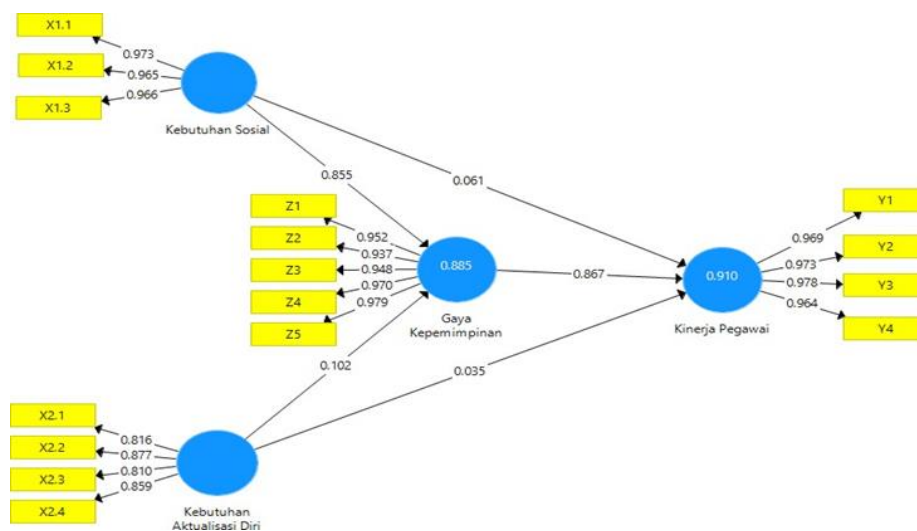 X1.1
0.973
X1.2
0.965
X1.3
0.966
Kebutuhan Sosial
0.855
0.061
Z1
0.952
Z2
0.937
Z3
0.948
Z4
0.970
Z5
0.979
0.885
Gaya
Kepemimpinan
0.867
0.910
Kinerja Pegawai
Y1
0.969
Y2
0.973
Y3
0.978
Y4
0.964
0.102
0.035
X2.1
0.816
X2.2
0.877
X2.3
0.810
X2.4
0.859
Kebutuhan
Aktualisasi Diri